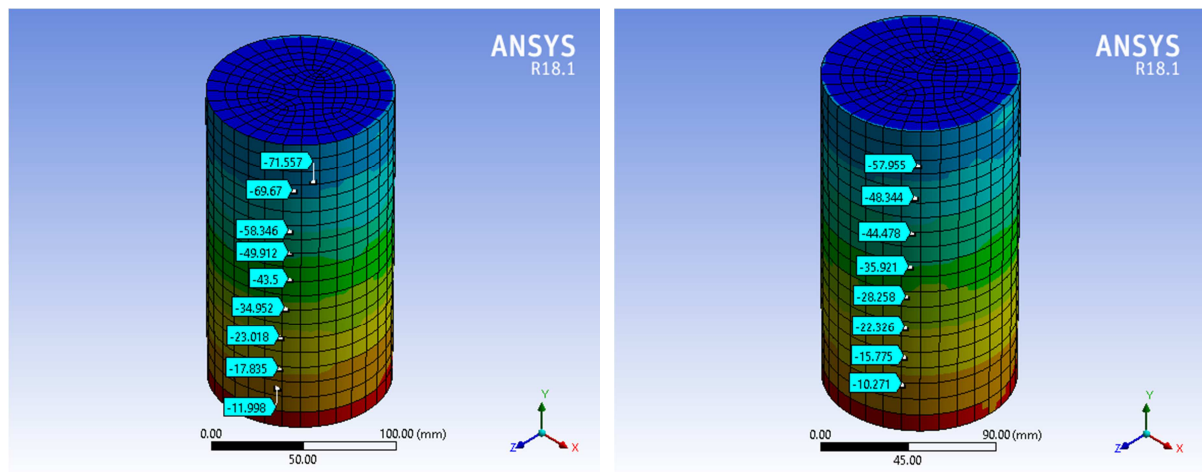 ANSYS
R18.1
-71.557
-69.67
-58.346
-49.912
-43.5
-34.952
-23.018
-17.835
-11.998
Y
Z
X
0.00
100.00 (mm)
50.00
ANSYS
R18.1
-57.955
-48.344
-44.478
-35.921
-28.258
-22.326
-15.775
-10.271
Y
Z
X
0.00
90.00 (mm)
45.00